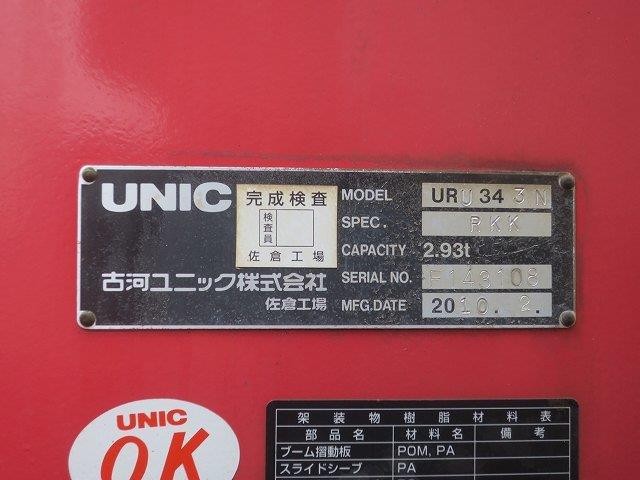 UNIC
完成検査
検査員
佐倉工場
古河ユニック株式会社
佐倉工場
MODEL URU343N
SPEC. RKK
CAPACITY 2.93t
SERIAL NO. E143108
MFG.DATE 2010. 2.
UNIC
OK
架装物樹脂材料表
部品名 材料名 備考
ブーム摺動板 POM, PA
スライドシーブ PA